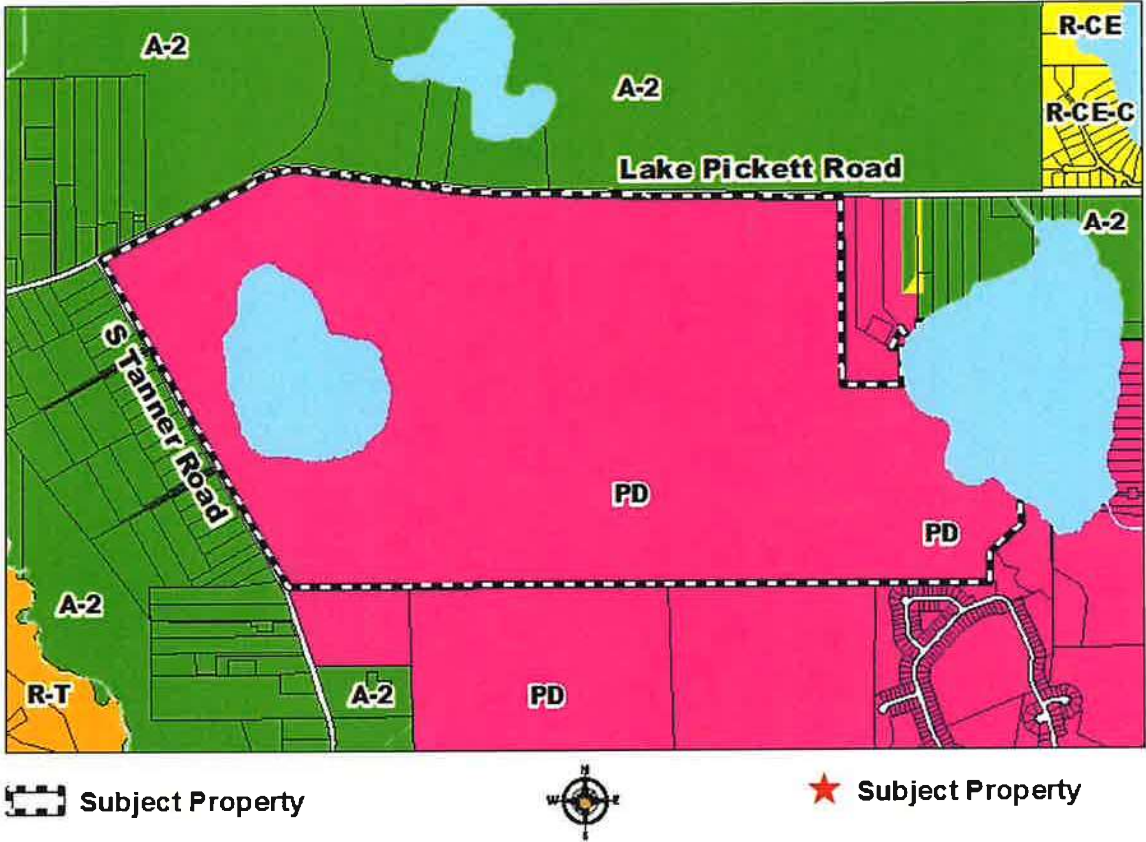 A-2
R-CE
A-2
R-CE-C
Lake Pickett Road
A-2
S Tanner Road
PD
PD
A-2
R-T
A-2
PD
N
W E
S
Subject Property
Subject Property